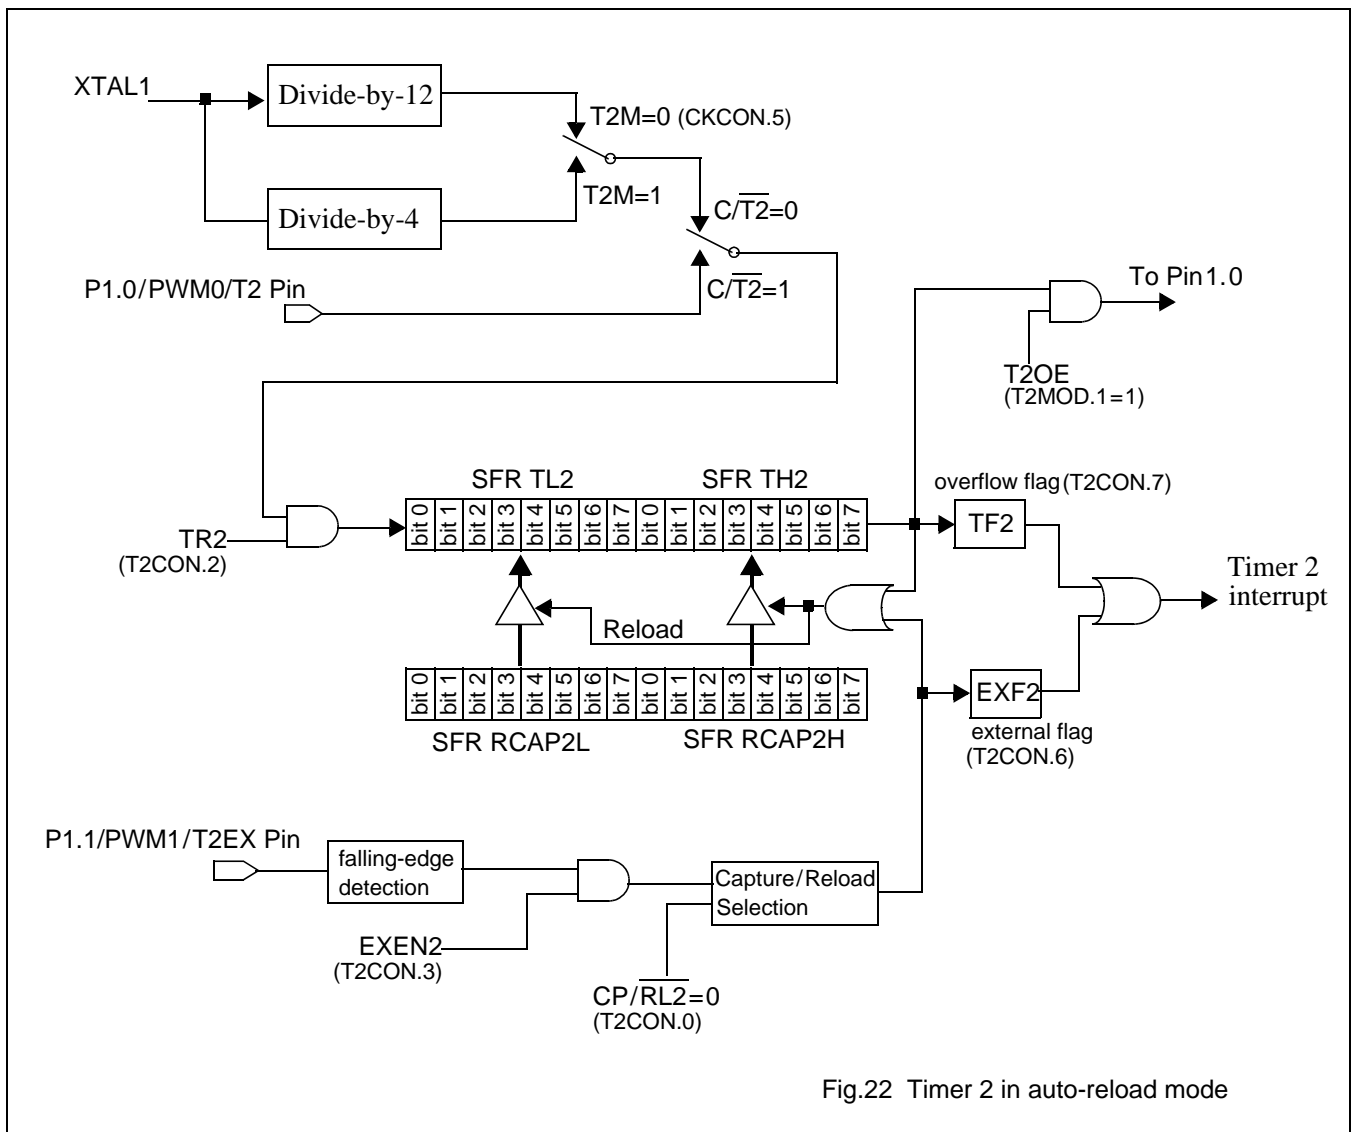 XTAL1
Divide-by-12
T2M=0 (CKCON.5)
Divide-by-4
T2M=1
C/T2=0
P1.0/PWM0/T2 Pin
C/T2=1
To Pin1.0
T2OE
(T2MOD.1=1)
SFR TL2
SFR TH2
overflow flag(T2CON.7)
bit 0 bit 1 bit 2 bit 3 bit 4 bit 5 bit 6 bit 7 bit 0 bit 1 bit 2 bit 3 bit 4 bit 5 bit 6 bit 7
TF2
TR2
(T2CON.2)
Timer 2
interrupt
Reload
bit 0 bit 1 bit 2 bit 3 bit 4 bit 5 bit 6 bit 7 bit 0 bit 1 bit 2 bit 3 bit 4 bit 5 bit 6 bit 7
EXF2
SFR RCAP2L
SFR RCAP2H
external flag
(T2CON.6)
P1.1/PWM1/T2EX Pin
falling-edge
detection
Capture/Reload
Selection
EXEN2
(T2CON.3)
CP/RL2=0
(T2CON.0)
Fig.22 Timer 2 in auto-reload mode